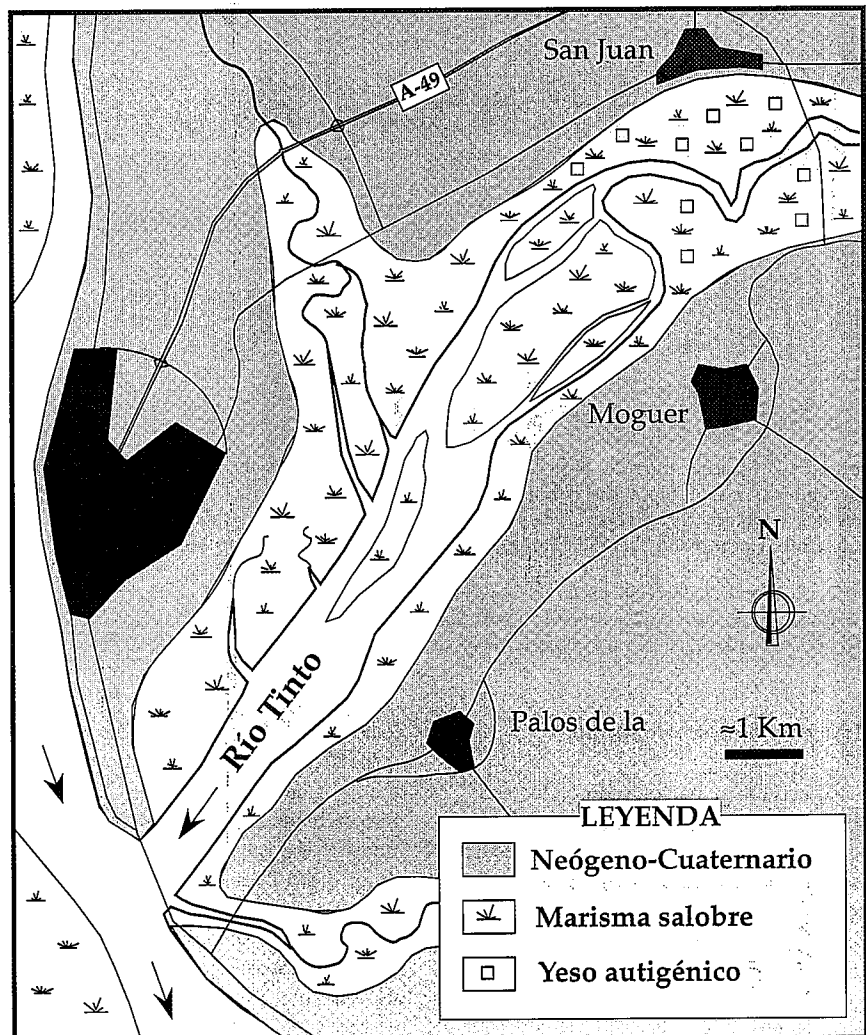 San Juan
A-49
Moguer
N
Río Tinto
Palos de la
≈1 Km
LEYENDA
Neógeno-Cuaternario
Marisma salobre
Yeso autigénico